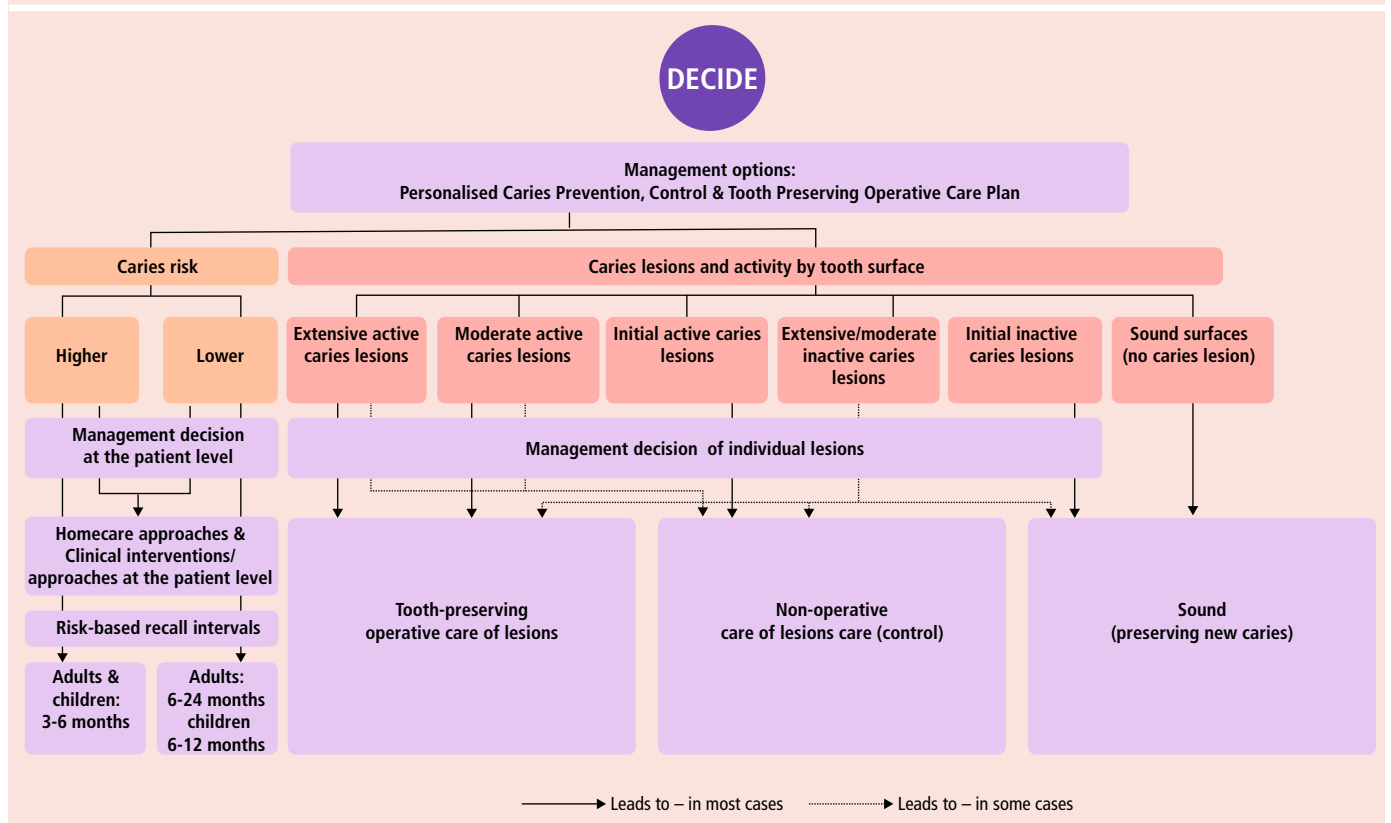 DECIDE
Management options:
Personalised Caries Prevention, Control & Tooth Preserving Operative Care Plan
Caries risk
Caries lesions and activity by tooth surface
Higher
Lower
Extensive active
caries lesions
Moderate active
caries lesions
Initial active caries
lesions
Extensive/moderate
inactive caries
lesions
Initial inactive
caries lesions
Sound surfaces
(no caries lesion)
Management decision
at the patient level
Management decision of individual lesions
Homecare approaches &
Clinical interventions/
approaches at the patient level
Risk-based recall intervals
Adults &
children:
3-6 months
Adults:
6-24 months
children
6-12 months
Tooth-preserving
operative care of lesions
Non-operative
care of lesions care (control)
Sound
(preserving new caries)
Leads to – in most cases
Leads to – in some cases